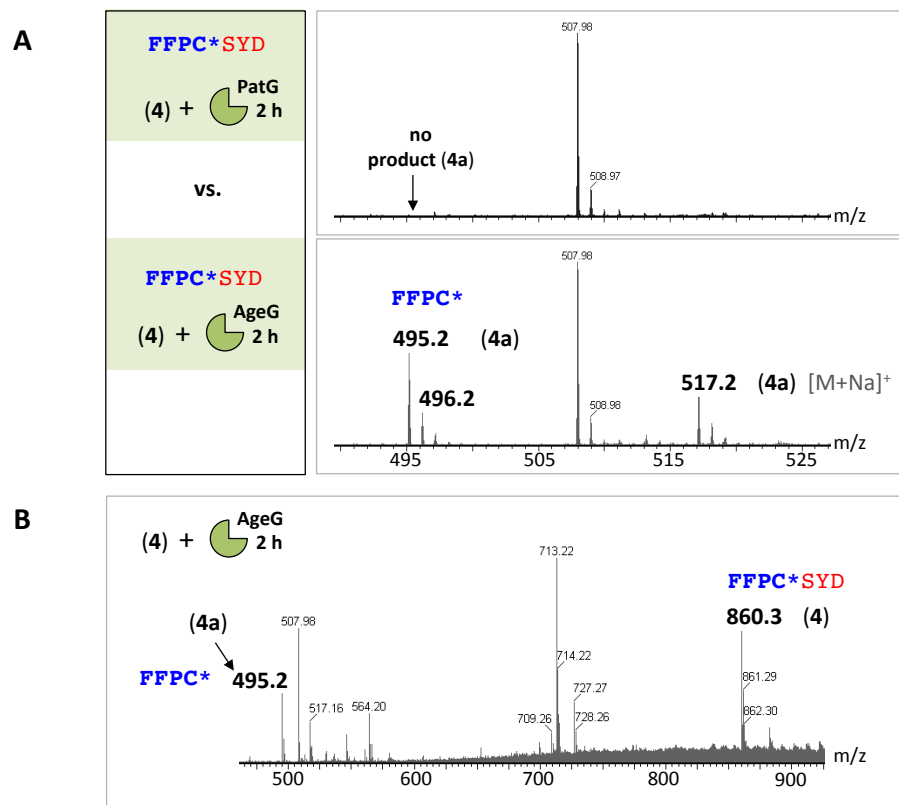 A
FFPC*SYD
(4) + PatG
2 h
vs.
FFPC*SYD
(4) + AgeG
2 h
507.98
no
product (4a)
508.97
m/z
507.98
FFPC*
495.2 (4a)
496.2
508.98
517.2 (4a) [M+Na]+
495 505 515 525 m/z
B
(4) + AgeG
2 h
(4a)
FFPC* 495.2
507.98
517.16
564.20
713.22
714.22
727.27
709.26
728.26
FFPC*SYD
860.3 (4)
861.29
862.30
m/z
500 600 700 800 900